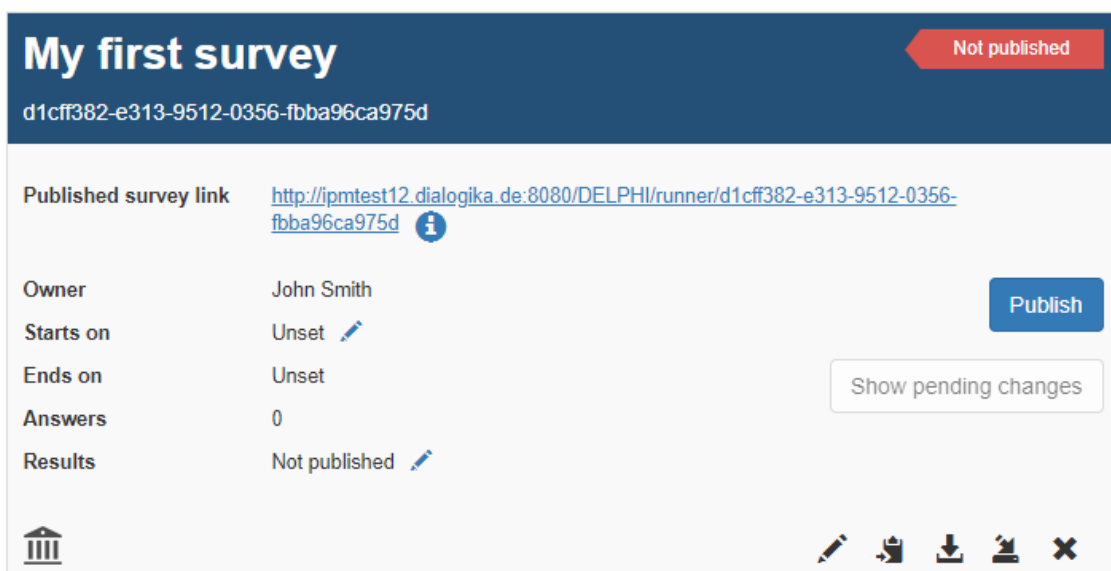 My first survey
Not published
d1cff382-e313-9512-0356-fbba96ca975d
Published survey link
http://ipmtest12.dialogika.de:8080/DELPHI/runner/d1cff382-e313-9512-0356-
fbba96ca975d
Owner John Smith
Publish
Starts on Unset
Ends on Unset
Show pending changes
Answers 0
Results Not published